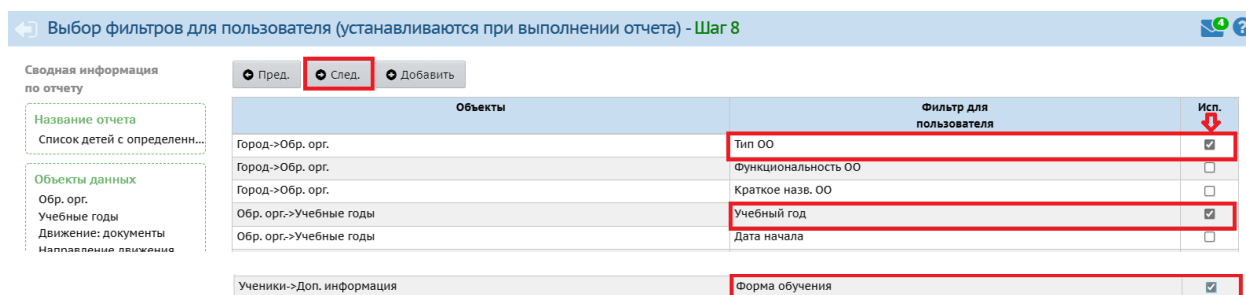 Выбор фильтров для пользователя (устанавливаются при выполнении отчета) - Шаг 8
4
?
Сводная информация
по отчету
Пред.
След.
Добавить
Название отчета
Список детей с определенн...
Объекты данных
Обр. орг.
Учебные годы
Движение: документы
Направление движения
Объекты
Фильтр для
пользователя
Исп.
Город->Обр. орг.
Тип ОО
Город->Обр. орг.
Функциональность ОО
Город->Обр. орг.
Краткое назв. ОО
Обр. орг.->Учебные годы
Учебный год
Обр. орг.->Учебные годы
Дата начала
Ученики->Доп. информация
Форма обучения